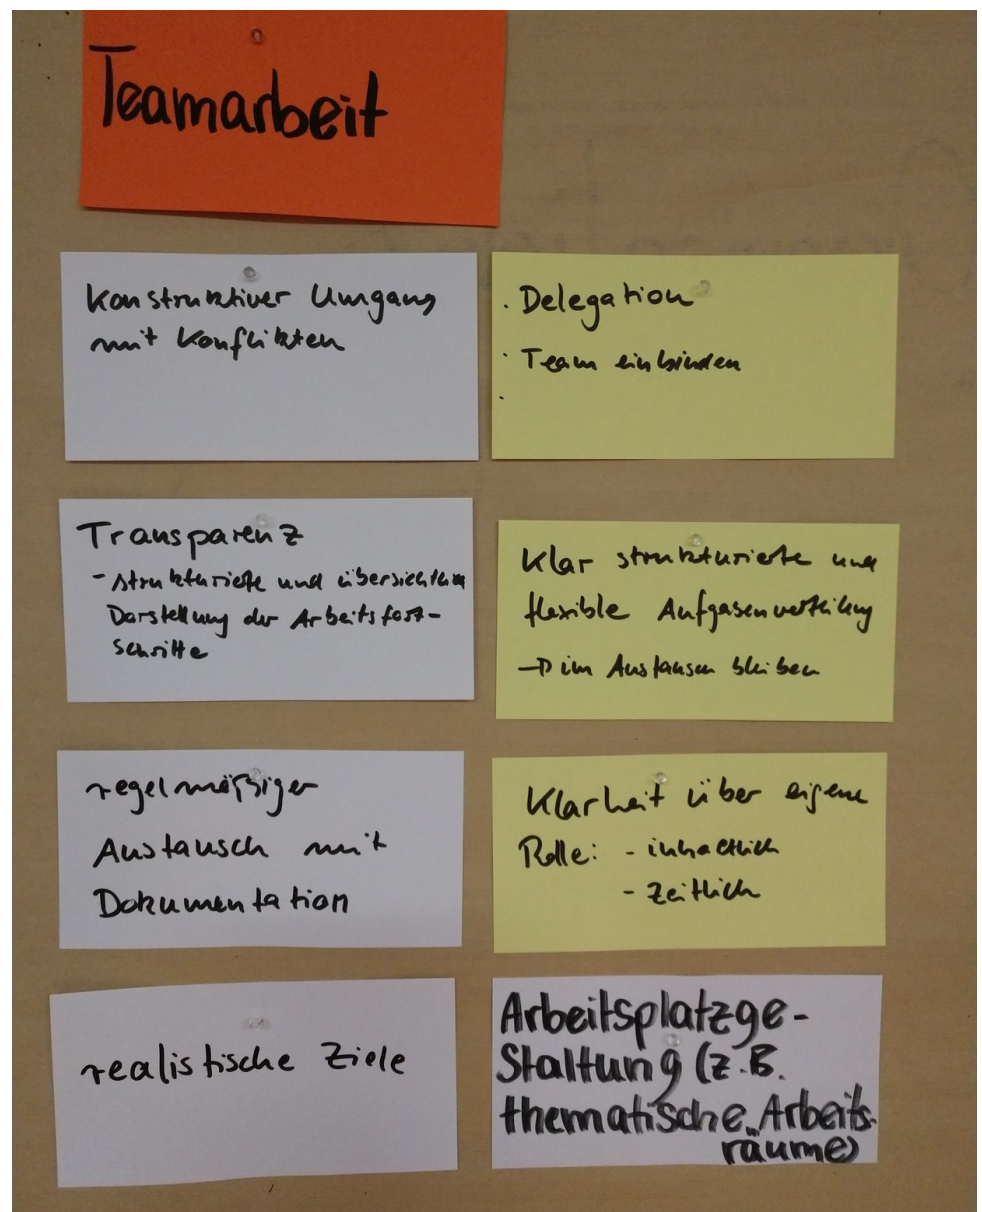 Teamarbeit
Konstruktiver Umgang
mit Konflikten
· Delegation
· Team einbinden
·
Transparenz
- strukturierte und übersichtliche
Darstellung der Arbeitsfort-
schritte
Klar strukturierte und
flexible Aufgabenverteilung
→ im Austausch bleiben
regelmäßiger
Austausch mit
Dokumentation
Klarheit über eigene
Rolle: - inhaltlich
- zeitlich
realistische Ziele
Arbeitsplatzge-
staltung (z.B.
thematische Arbeits-
räume)